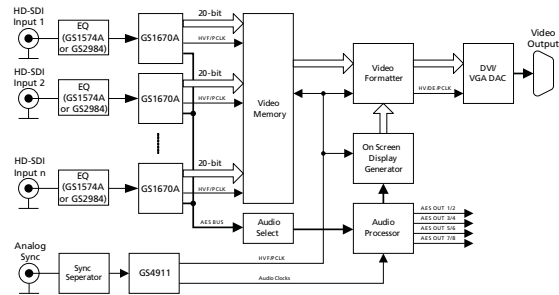 HD-SDI
Input 1
EQ
(GS1574A
or GS2984)
GS1670A
20-bit
HVF/PCLK
HD-SDI
Input 2
EQ
(GS1574A
or GS2984)
GS1670A
20-bit
HVF/PCLK
HD-SDI
Input n
EQ
(GS1574A
or GS2984)
GS1670A
20-bit
HVF/PCLK
Video
Memory
Video
Formatter
HV/DE/PCLK
DVI/
VGA DAC
Video
Output
On Screen
Display
Generator
AES BUS
Audio
Select
Audio
Processor
AES OUT 1/2
AES OUT 3/4
AES OUT 5/6
AES OUT 7/8
Analog
Sync
Sync
Seperator
GS4911
HVF/PCLK
Audio Clocks